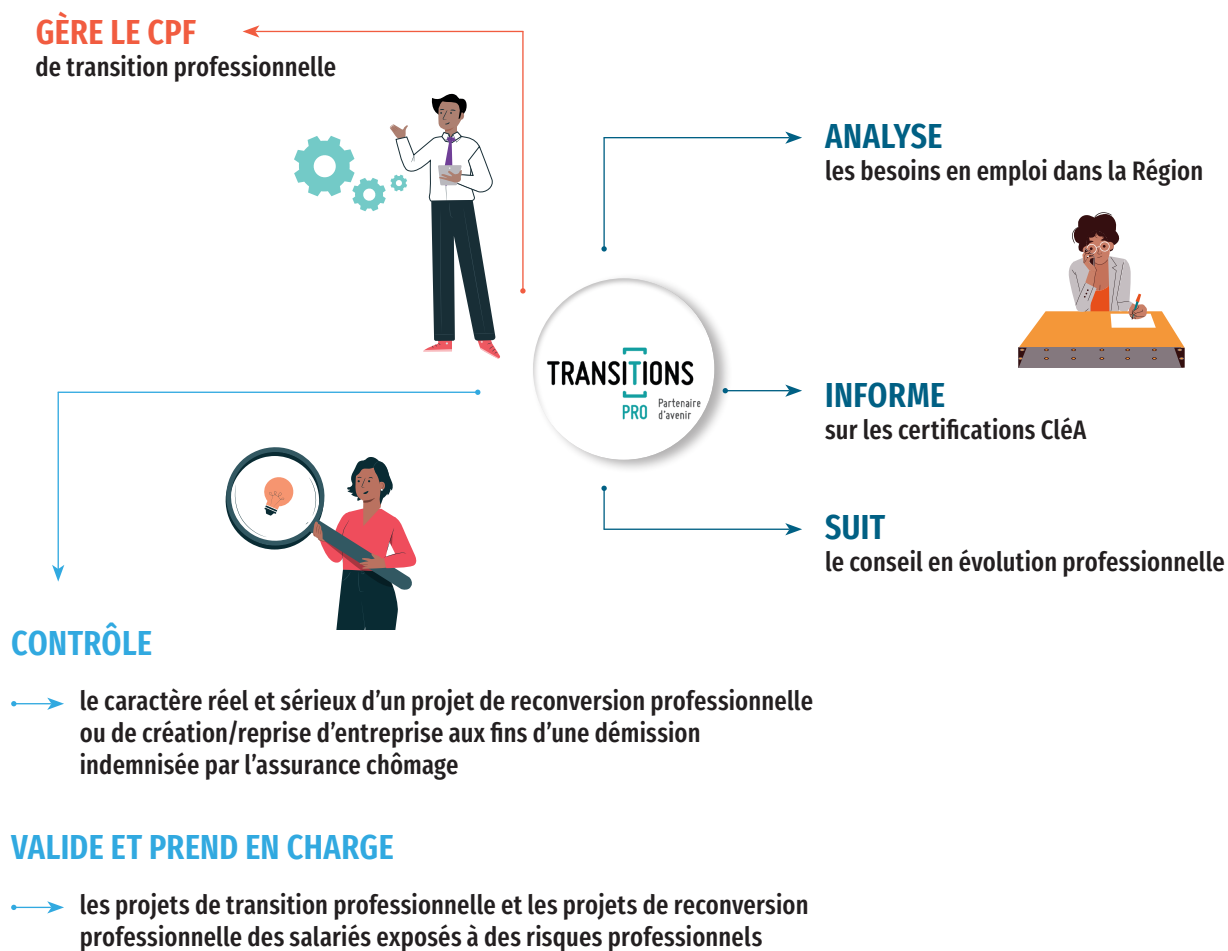 GÈRE LE CPF
de transition professionnelle
ANALYSE
les besoins en emploi dans la Région
TRANSITIONS
PRO
Partenaire
d'avenir
INFORME
sur les certifications CléA
SUIT
le conseil en évolution professionnelle
CONTRÔLE
le caractère réel et sérieux d’un projet de reconversion professionnelle
ou de création/reprise d’entreprise aux fins d’une démission
indemnisée par l’assurance chômage
VALIDE ET PREND EN CHARGE
les projets de transition professionnelle et les projets de reconversion
professionnelle des salariés exposés à des risques professionnels